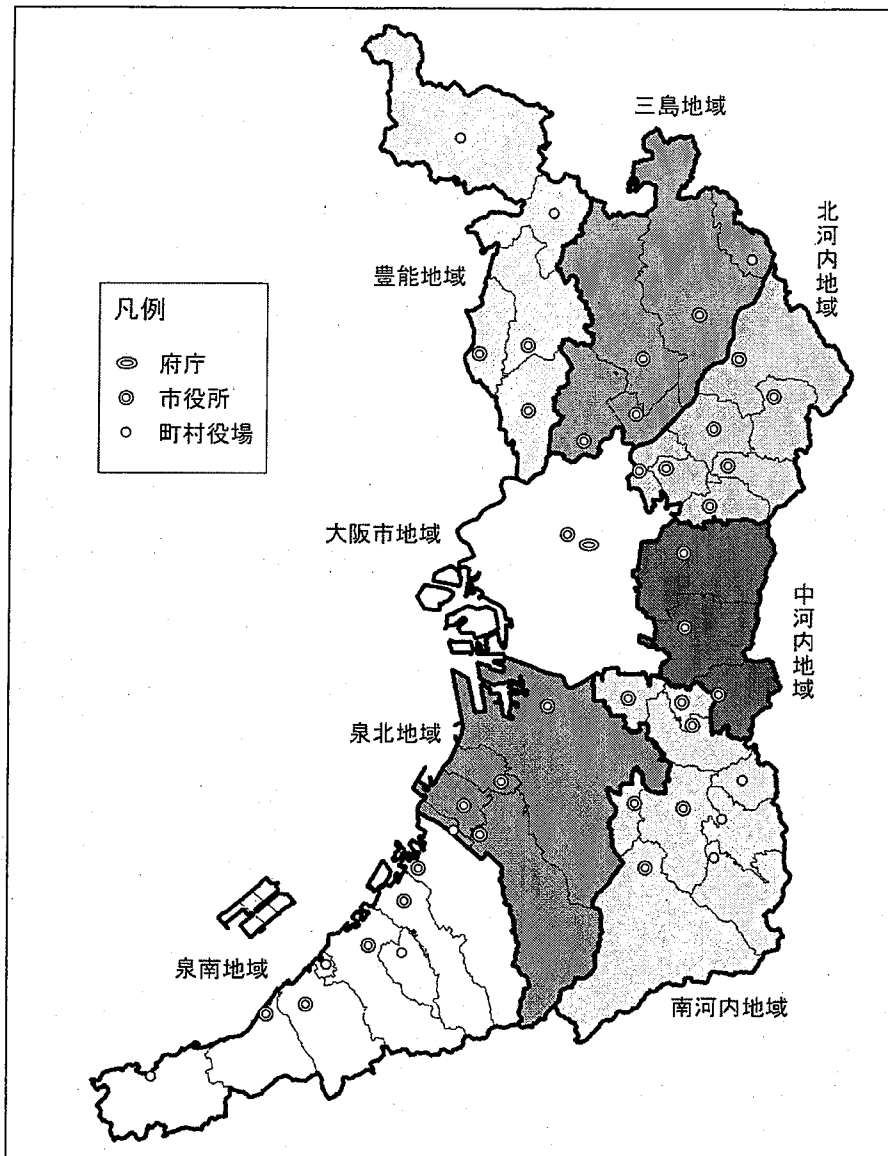 三島地域
北河内地域
豊能地域
凡例
府庁
市役所
町村役場
大阪市地域
中河内地域
泉北地域
泉南地域
南河内地域